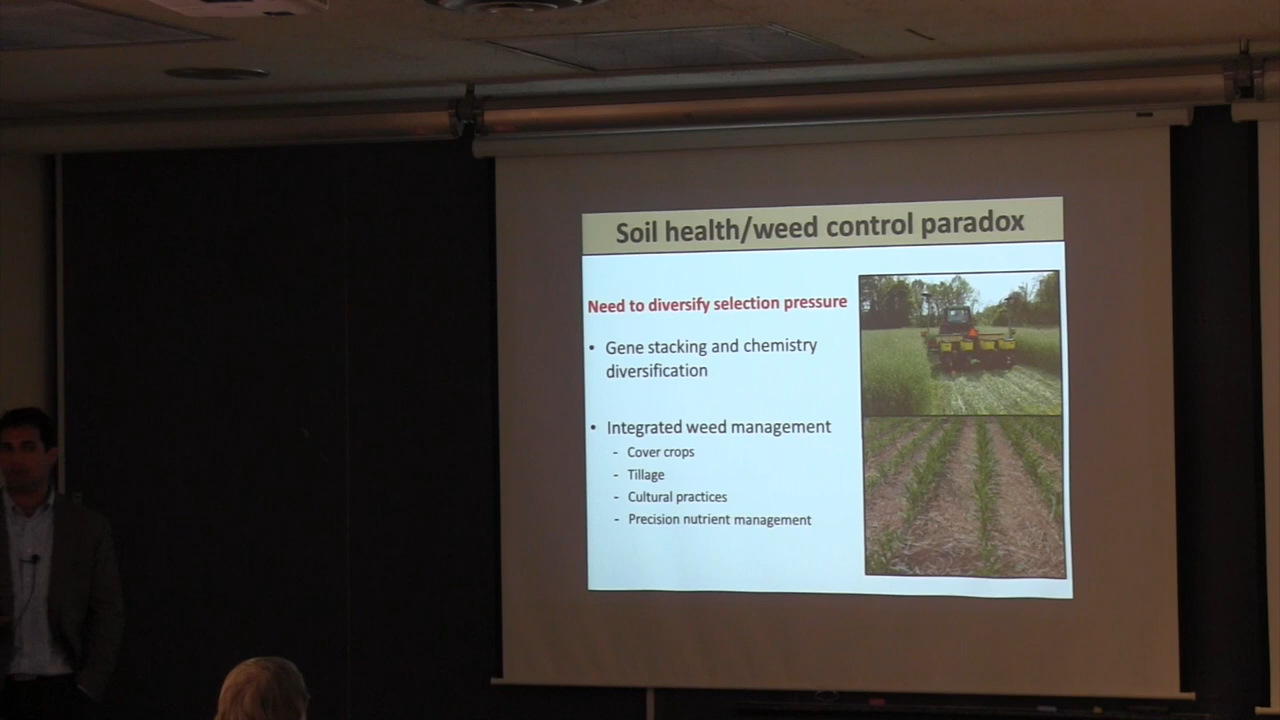 Soil health/weed control paradox
Need to diversify selection pressure
• Gene stacking and chemistry
diversification
• Integrated weed management
- Cover crops
- Tillage
- Cultural practices
- Precision nutrient management